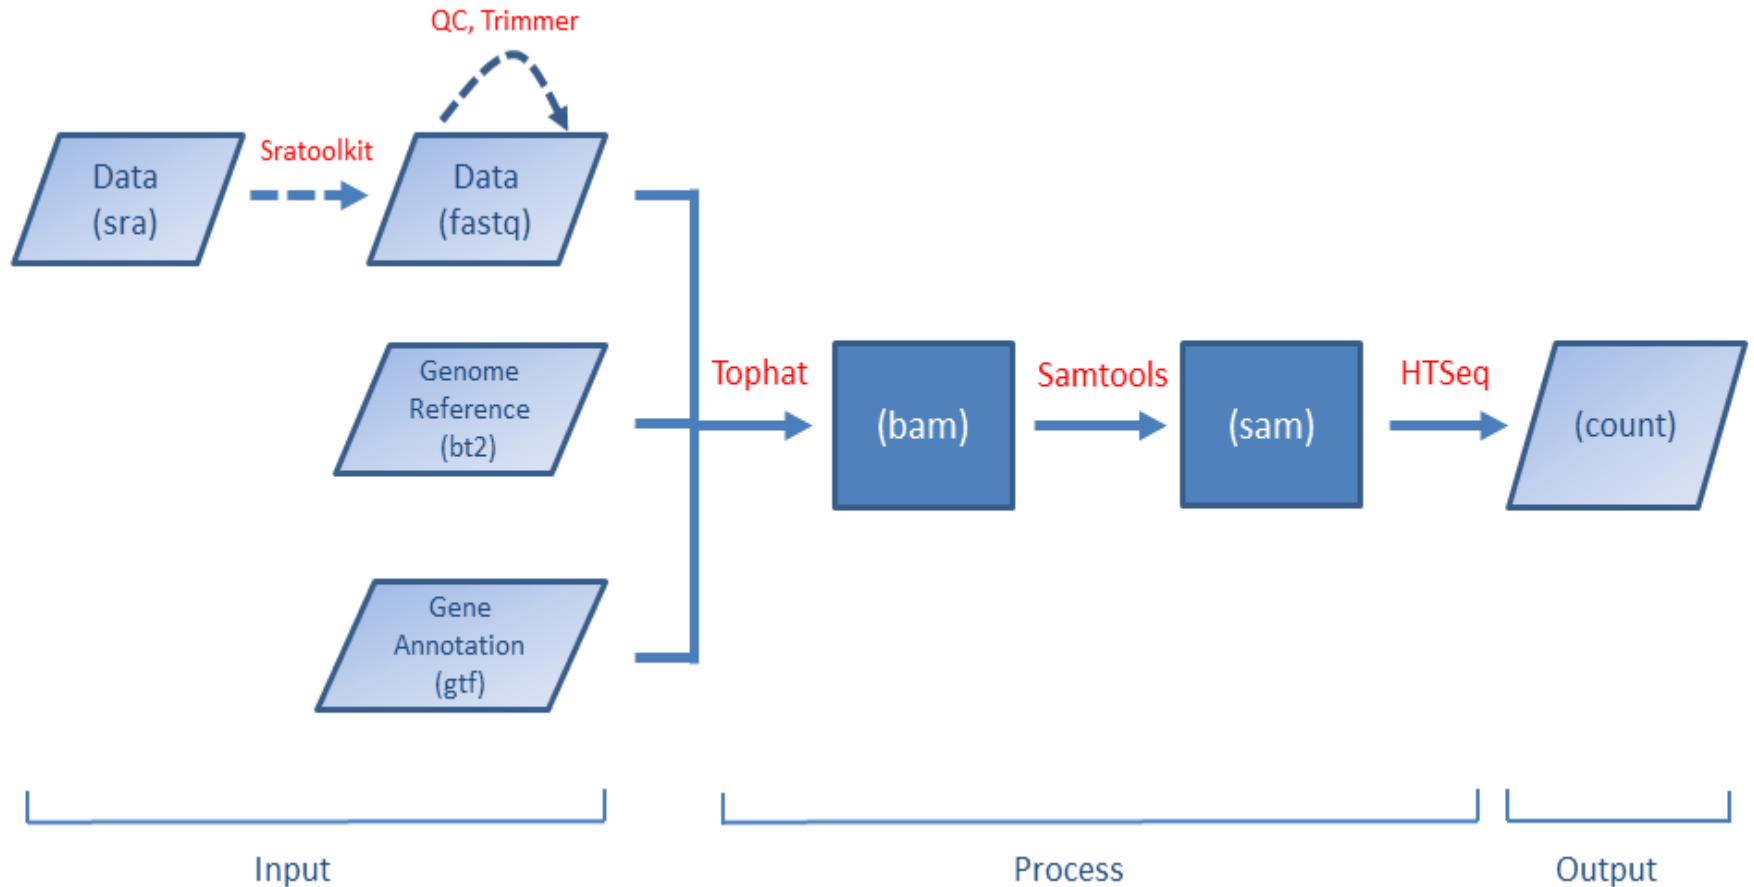 QC, Trimmer
Sratoolkit
Data
(sra)
Data
(fastq)
Genome
Reference
(bt2)
Gene
Annotation
(gtf)
Tophat
(bam)
Samtools
(sam)
HTSeq
(count)
Input
Process
Output